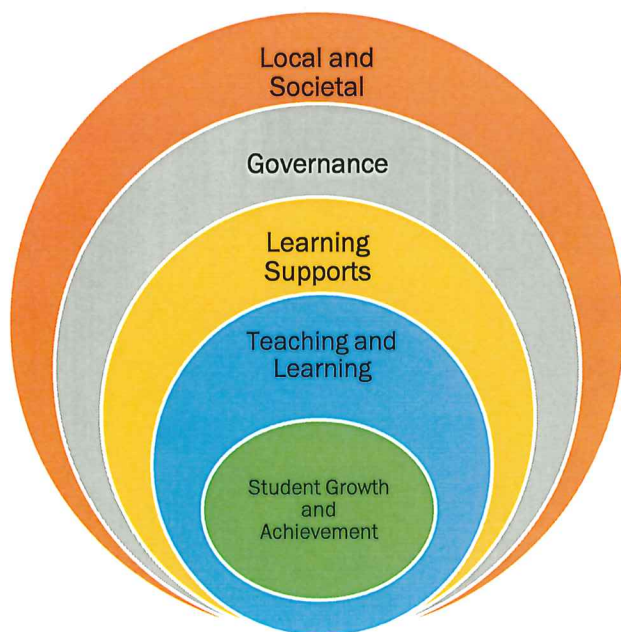 Local and
Societal
Governance
Learning
Supports
Teaching and
Learning
Student Growth
and
Achievement